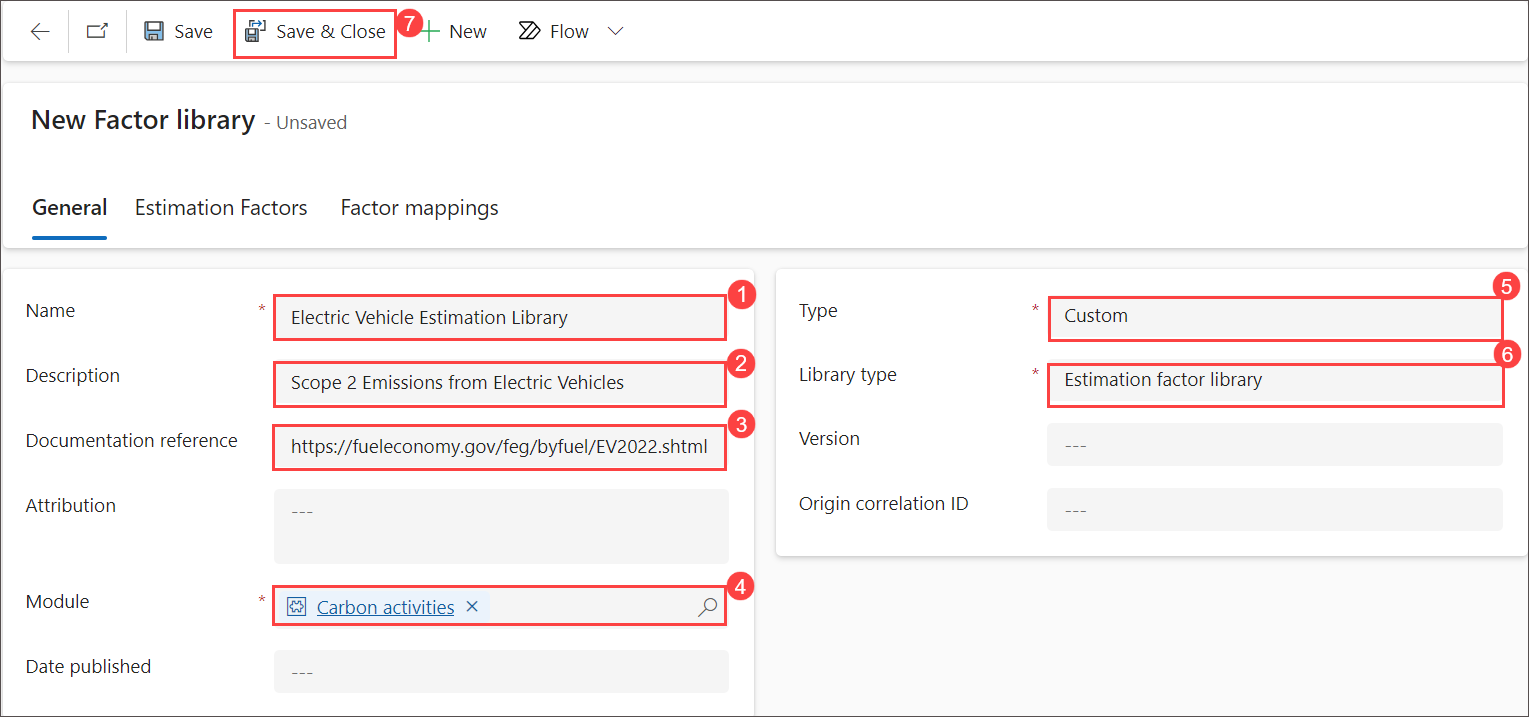 Save
Save & Close
7
New
Flow
New Factor library - Unsaved
General
Estimation Factors
Factor mappings
Name * Electric Vehicle Estimation Library 1
Description Scope 2 Emissions from Electric Vehicles 2
Documentation reference https://fueleconomy.gov/feg/byfuel/EV2022.shtml 3
Attribution ---
Module * Carbon activities 4
Date published ---
Type * Custom 5
Library type * Estimation factor library 6
Version ---
Origin correlation ID ---